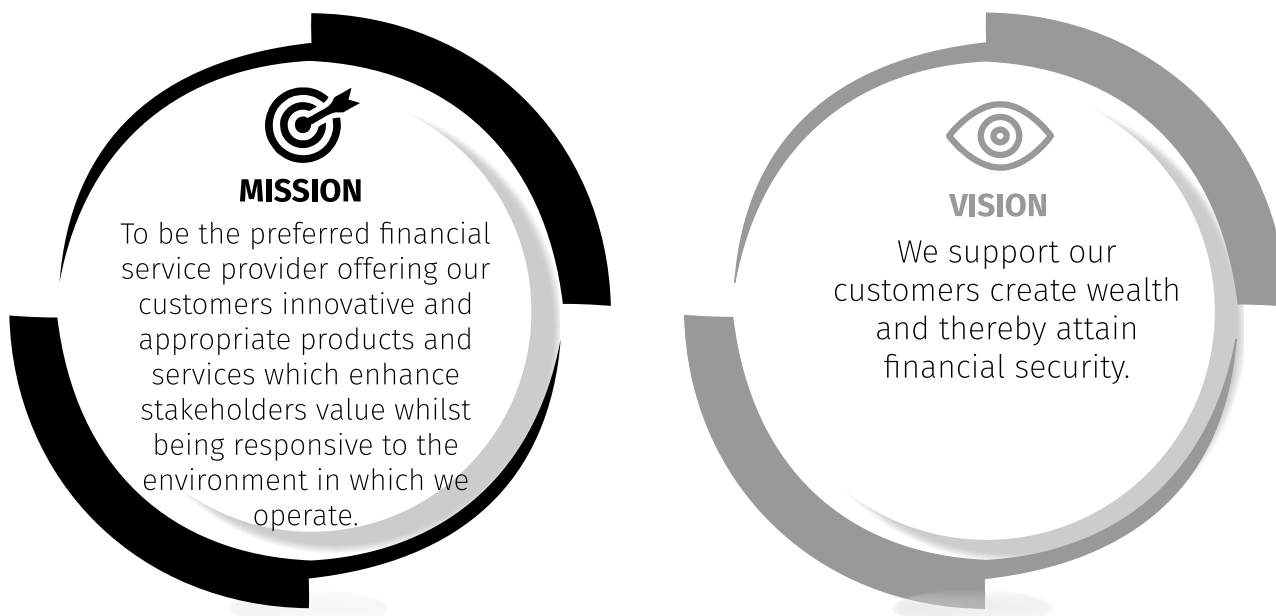 MISSION
To be the preferred financial
service provider offering our
customers innovative and
appropriate products and
services which enhance
stakeholders value whilst
being responsive to the
environment in which we
operate.
VISION
We support our
customers create wealth
and thereby attain
financial security.